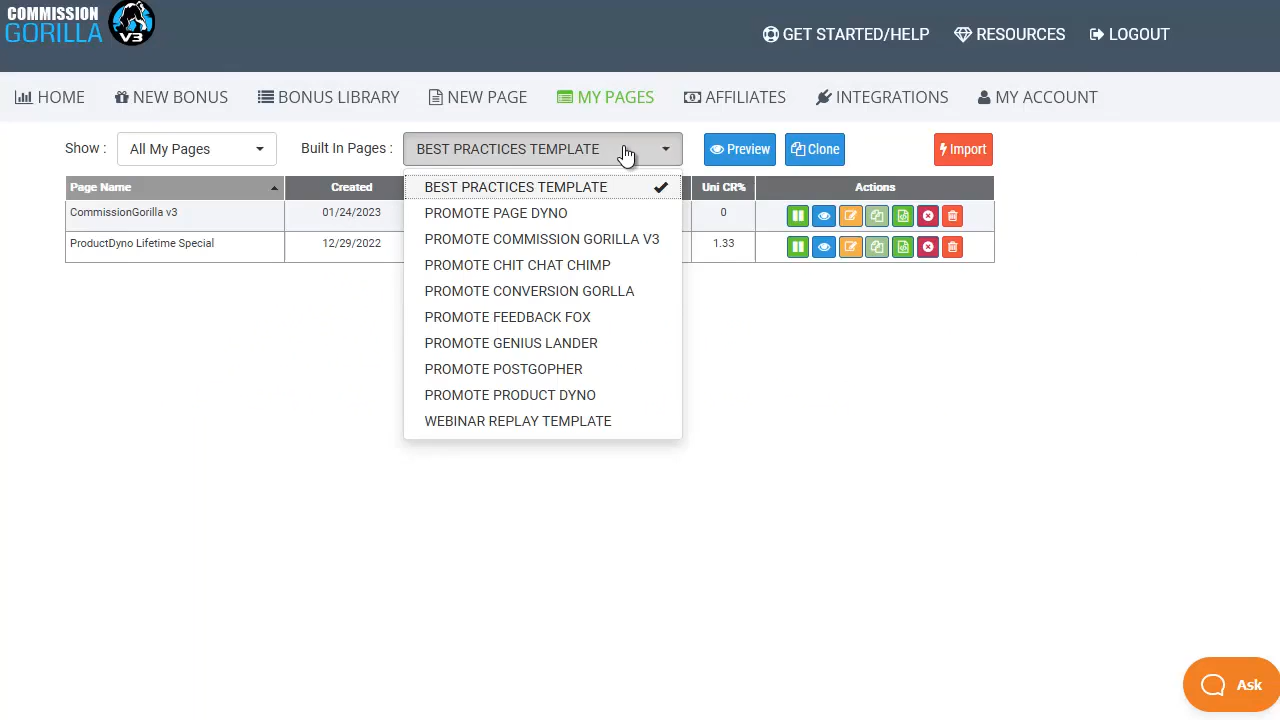 COMMISSION
GORILLA
V3
GET STARTED/HELP
RESOURCES
LOGOUT
HOME
NEW BONUS
BONUS LIBRARY
NEW PAGE
MY PAGES
AFFILIATES
INTEGRATIONS
MY ACCOUNT
Show : All My Pages
Built In Pages : BEST PRACTICES TEMPLATE
Preview
Clone
Import
Page Name Created Uni CR% Actions
CommissionGorilla v3 01/24/2023 0
ProductDyno Lifetime Special 12/29/2022 1.33
BEST PRACTICES TEMPLATE
PROMOTE PAGE DYNO
PROMOTE COMMISSION GORILLA V3
PROMOTE CHIT CHAT CHIMP
PROMOTE CONVERSION GORLLA
PROMOTE FEEDBACK FOX
PROMOTE GENIUS LANDER
PROMOTE POSTGOPHER
PROMOTE PRODUCT DYNO
WEBINAR REPLAY TEMPLATE
Ask